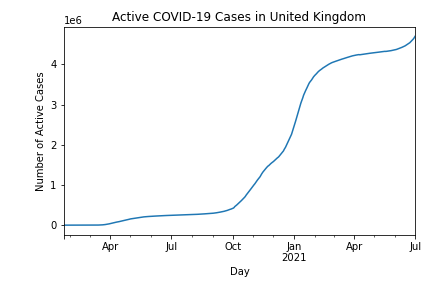 Active COVID-19 Cases in United Kingdom
1e6
Number of Active Cases
4
3
2
1
0
Apr
Jul
Oct
Jan
2021
Apr
Jul
Day